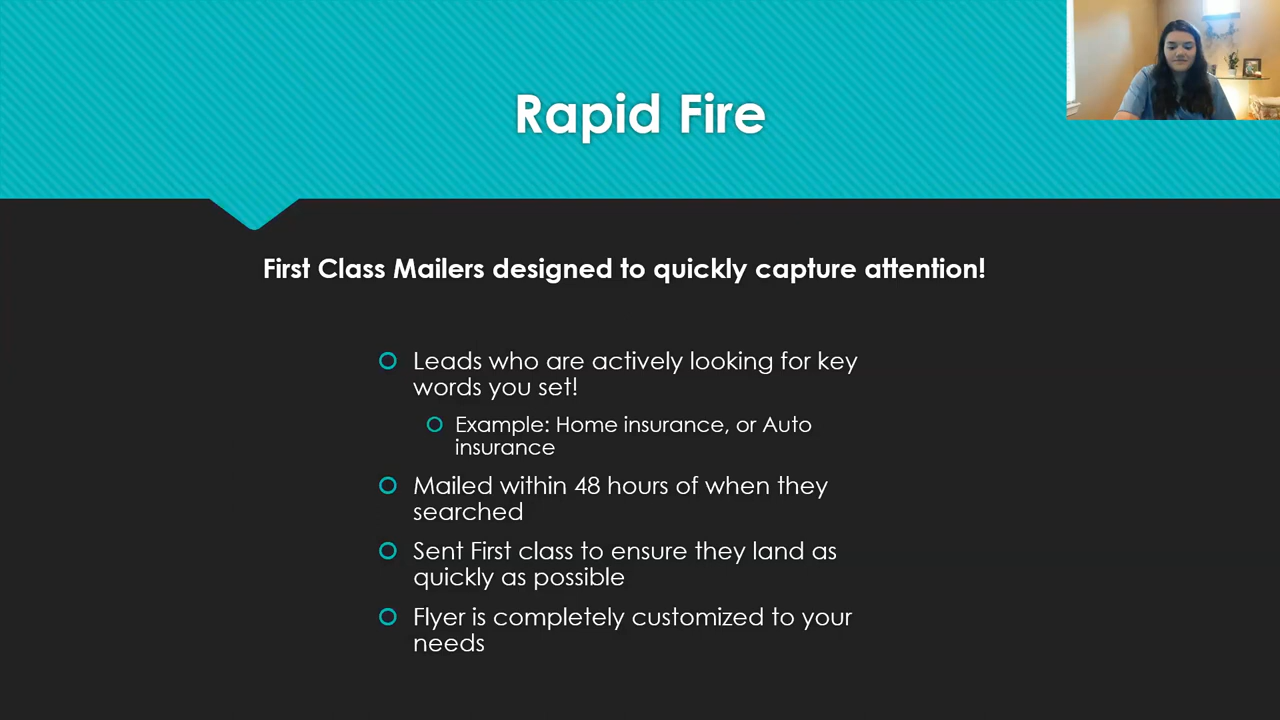 Rapid Fire
First Class Mailers designed to quickly capture attention!
Leads who are actively looking for key
words you set!
Example: Home insurance, or Auto
insurance
Mailed within 48 hours of when they
searched
Sent First class to ensure they land as
quickly as possible
Flyer is completely customized to your
needs